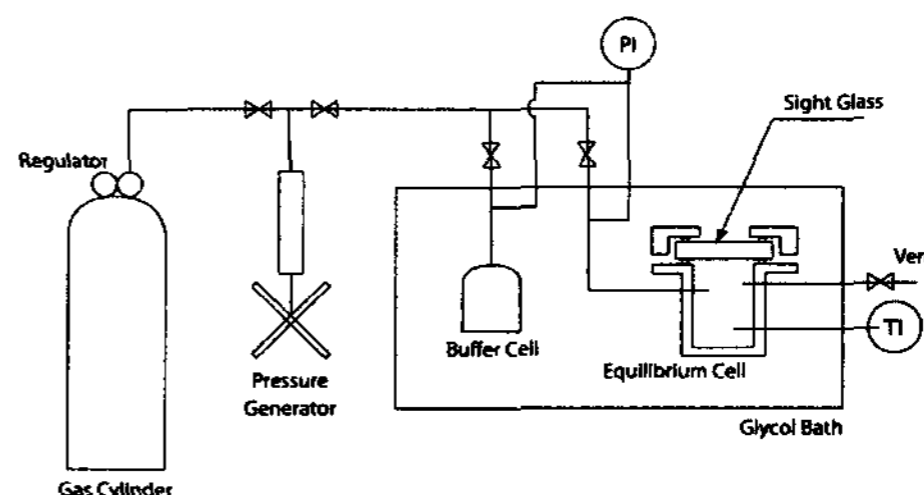 PI
Sight Glass
Regulator
Ver
TI
Buffer Cell
Equilibrium Cell
Pressure
Generator
Glycol Bath
Gas Cylinder